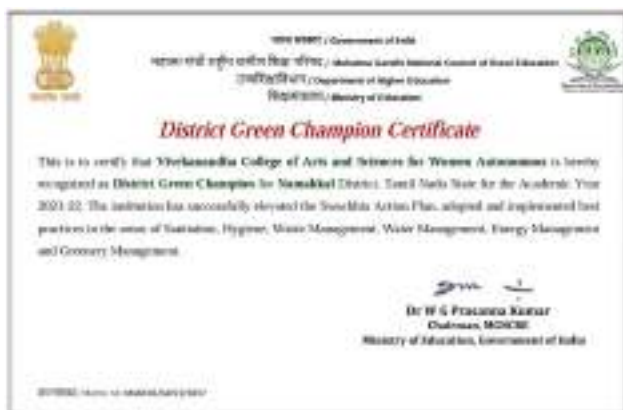 भारत सरकार / Government of India
महात्मा गांधी राष्ट्रीय ग्रामीण शिक्षा परिषद / Mahatma Gandhi National Council of Rural Education
उच्चतर शिक्षा विभाग / Department of Higher Education
शिक्षा मंत्रालय / Ministry of Education
District Green Champion Certificate
This is to certify that Vivekanandha College of Arts and Sciences for Women Autonomous is hereby
recognized as District Green Champion for Namakkal District, Tamil Nadu State for the Academic Year
2021-22. The institution has successfully the Swachhta Action Plan, adopted and implemented best
practices in the areas of Sanitation, Hygiene, Waste Management, Water Management, Energy Management
and Greenery Management.
Dr W G Prasanna Kumar
Chairman, MGNCRE
Ministry of Education, Government of India